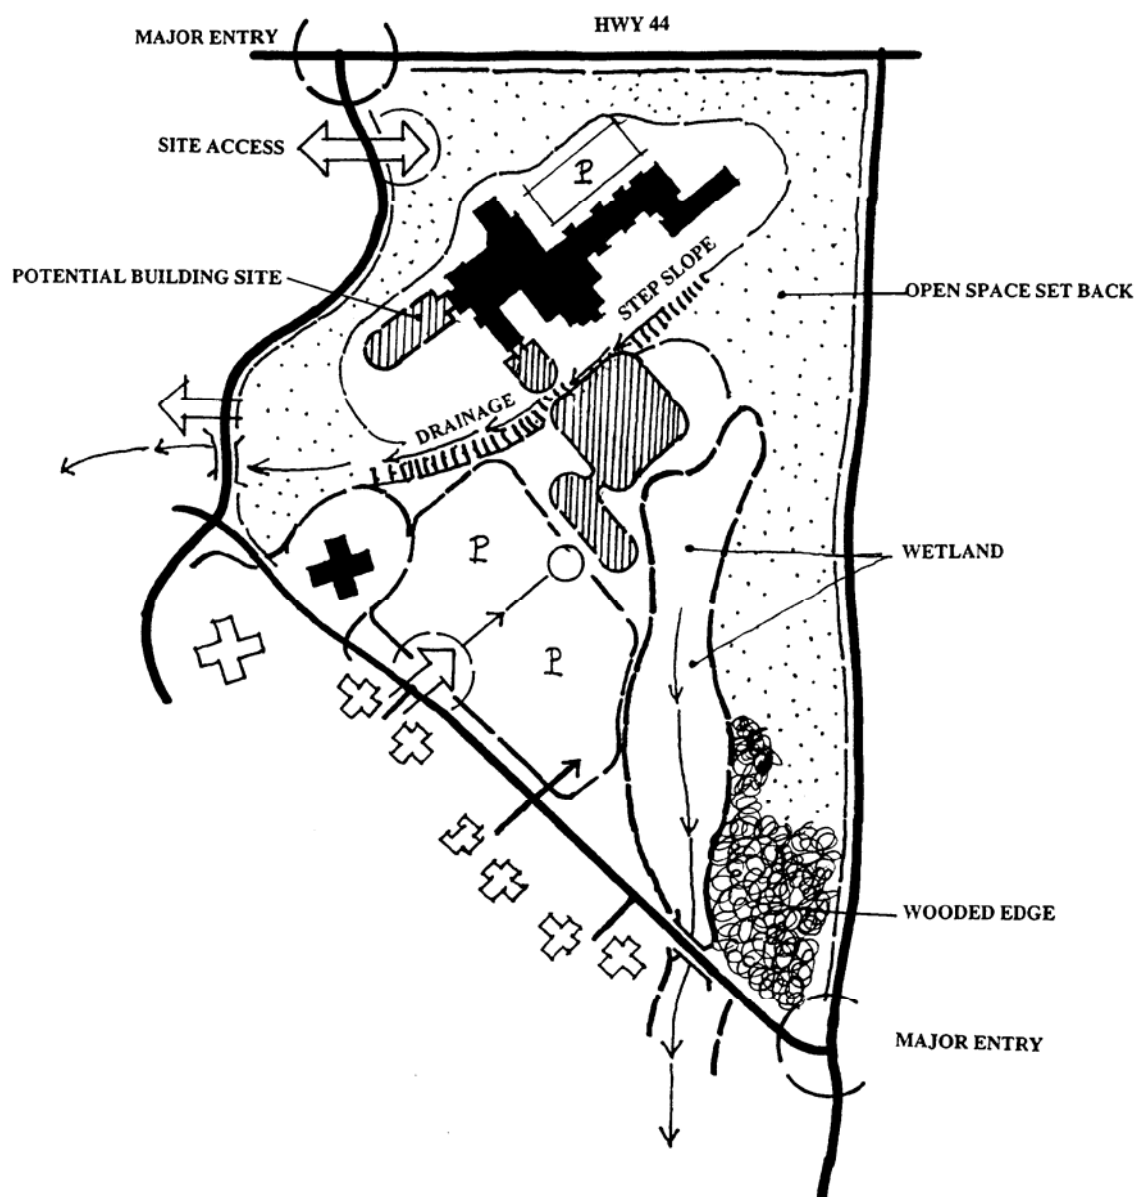 HWY 44
MAJOR ENTRY
SITE ACCESS
P
POTENTIAL BUILDING SITE
STEP SLOPE
OPEN SPACE SET BACK
DRAINAGE
P
WETLAND
P
WOODED EDGE
MAJOR ENTRY